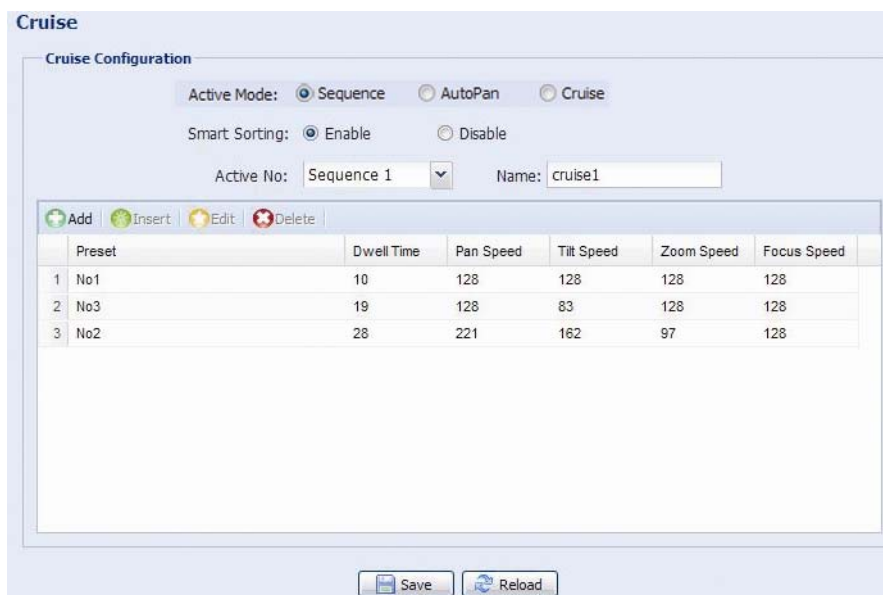 Cruise
Cruise Configuration
Active Mode: Sequence AutoPan Cruise
Smart Sorting: Enable Disable
Active No: Sequence 1 Name: cruise1
Add Insert Edit Delete
Preset Dwell Time Pan Speed Tilt Speed Zoom Speed Focus Speed
1 No1 10 128 128 128 128
2 No3 19 128 83 128 128
3 No2 28 221 162 97 128
Save Reload